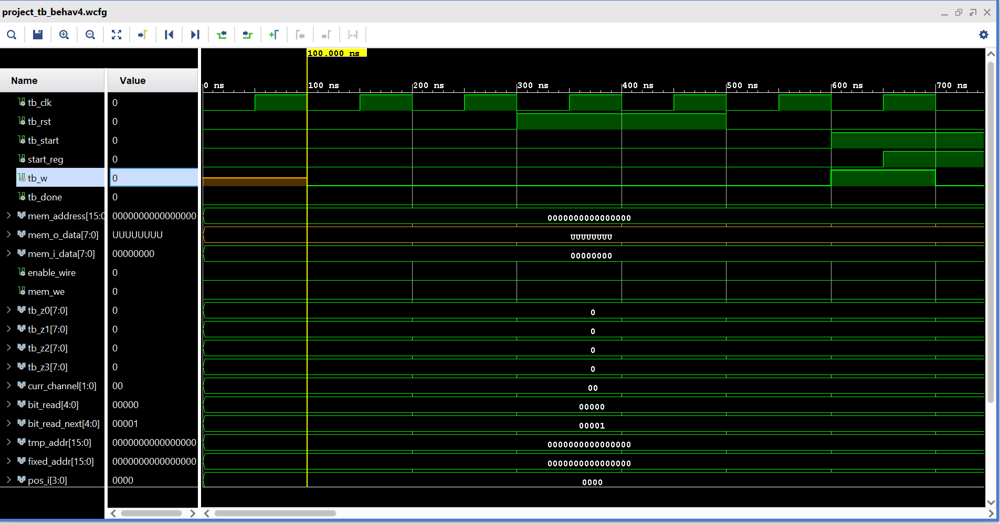 project_tb_behav4.wcfg
100.000 ns
Name Value 0 ns 100 ns 200 ns 300 ns 400 ns 500 ns 600 ns 700 ns
tb_clk 0
tb_rst 0
tb_start 0
start_reg 0
tb_w 0
tb_done 0
mem_address[15:0 0000000000000000 0000000000000000
mem_o_data[7:0] UUUUUUUU UUUUUUUU
mem_i_data[7:0] 00000000 00000000
enable_wire 0
mem_we 0
tb_z0[7:0] 0 0
tb_z1[7:0] 0 0
tb_z2[7:0] 0 0
tb_z3[7:0] 0 0
curr_channel[1:0] 00 00
bit_read[4:0] 00000 00000
bit_read_next[4:0] 00001 00001
tmp_addr[15:0] 0000000000000000 0000000000000000
fixed_addr[15:0] 0000000000000000 0000000000000000
pos_i[3:0] 0000 0000